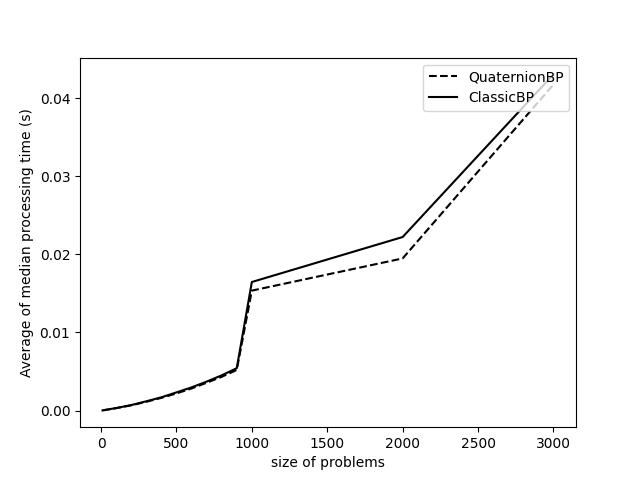 QuaternionBP
ClassicBP
0.04
0.03
0.02
0.01
0.00
Average of median processing time (s)
0 500 1000 1500 2000 2500 3000
size of problems